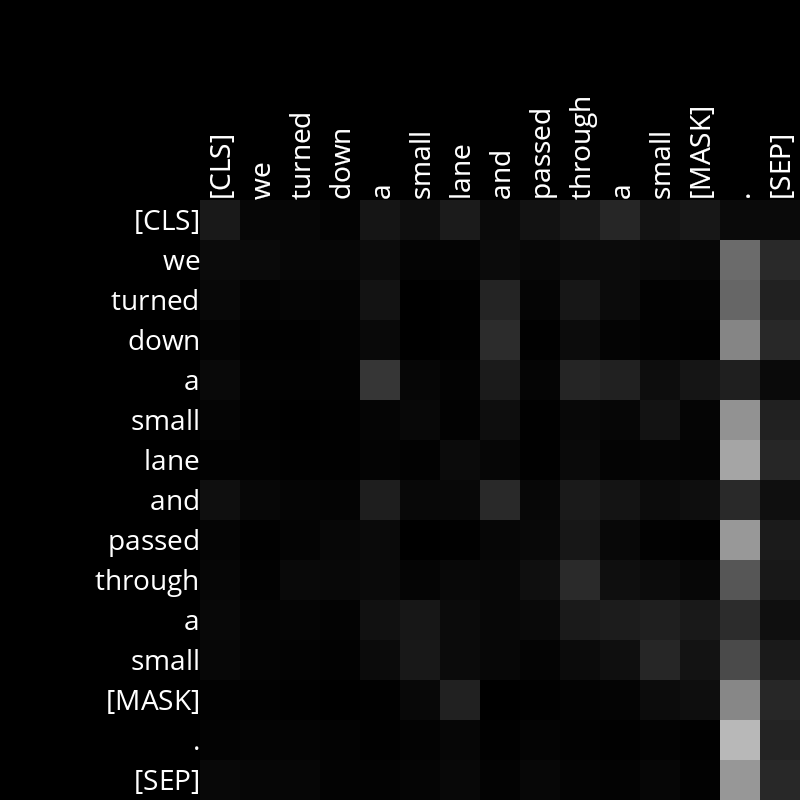 [CLS] we turned down a small lane and passed through a small [MASK] . [SEP]
[CLS]
we
turned
down
a
small
lane
and
passed
through
a
small
[MASK]
.
[SEP]